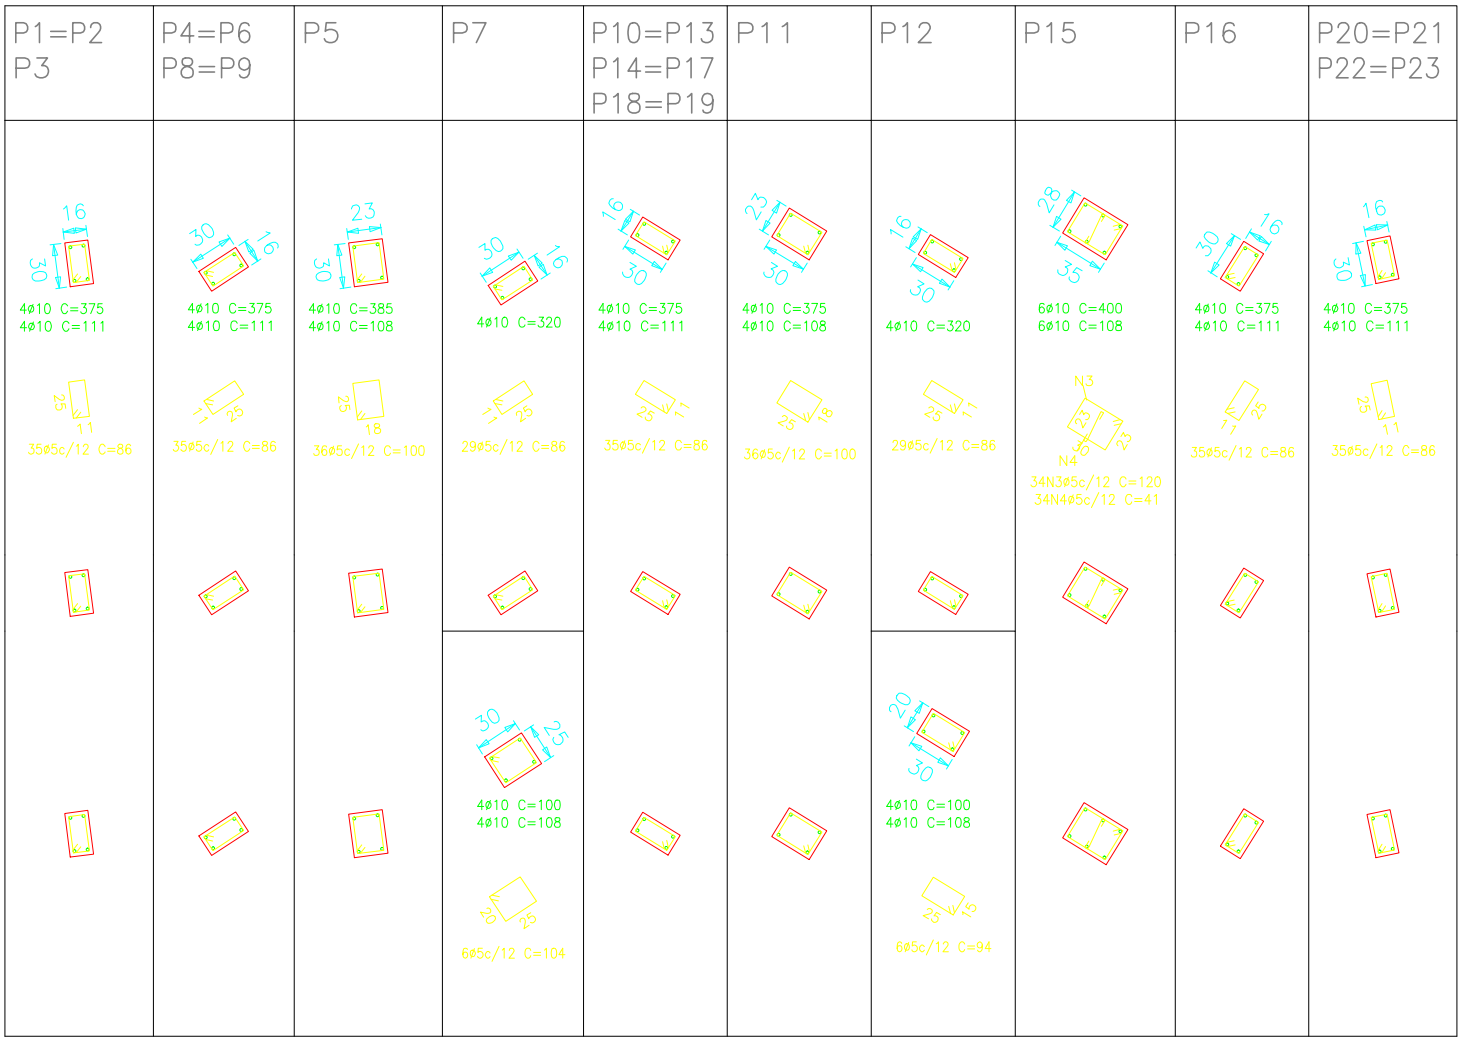 P1=P2
P3
P4=P6
P8=P9
P5
P7
P10=P13
P14=P17
P18=P19
P11
P12
P15
P16
P20=P21
P22=P23
16
30
4ø10 C=375
4ø10 C=111
25
11
35ø5c/12 C=86
30
16
4ø10 C=375
4ø10 C=111
11
25
35ø5c/12 C=86
23
30
4ø10 C=385
4ø10 C=108
25
18
36ø5c/12 C=100
30
16
4ø10 C=320
11
25
29ø5c/12 C=86
16
30
4ø10 C=375
4ø10 C=111
25
11
35ø5c/12 C=86
23
30
4ø10 C=375
4ø10 C=108
25
18
36ø5c/12 C=100
16
30
4ø10 C=320
25
11
29ø5c/12 C=86
28
35
6ø10 C=400
6ø10 C=108
N3
23
23
30
N4
34N3ø5c/12 C=120
34N4ø5c/12 C=41
16
30
4ø10 C=375
4ø10 C=111
11
25
35ø5c/12 C=86
16
30
4ø10 C=375
4ø10 C=111
25
11
35ø5c/12 C=86
30
25
4ø10 C=100
4ø10 C=108
20
25
6ø5c/12 C=104
20
30
4ø10 C=100
4ø10 C=108
25
15
6ø5c/12 C=94